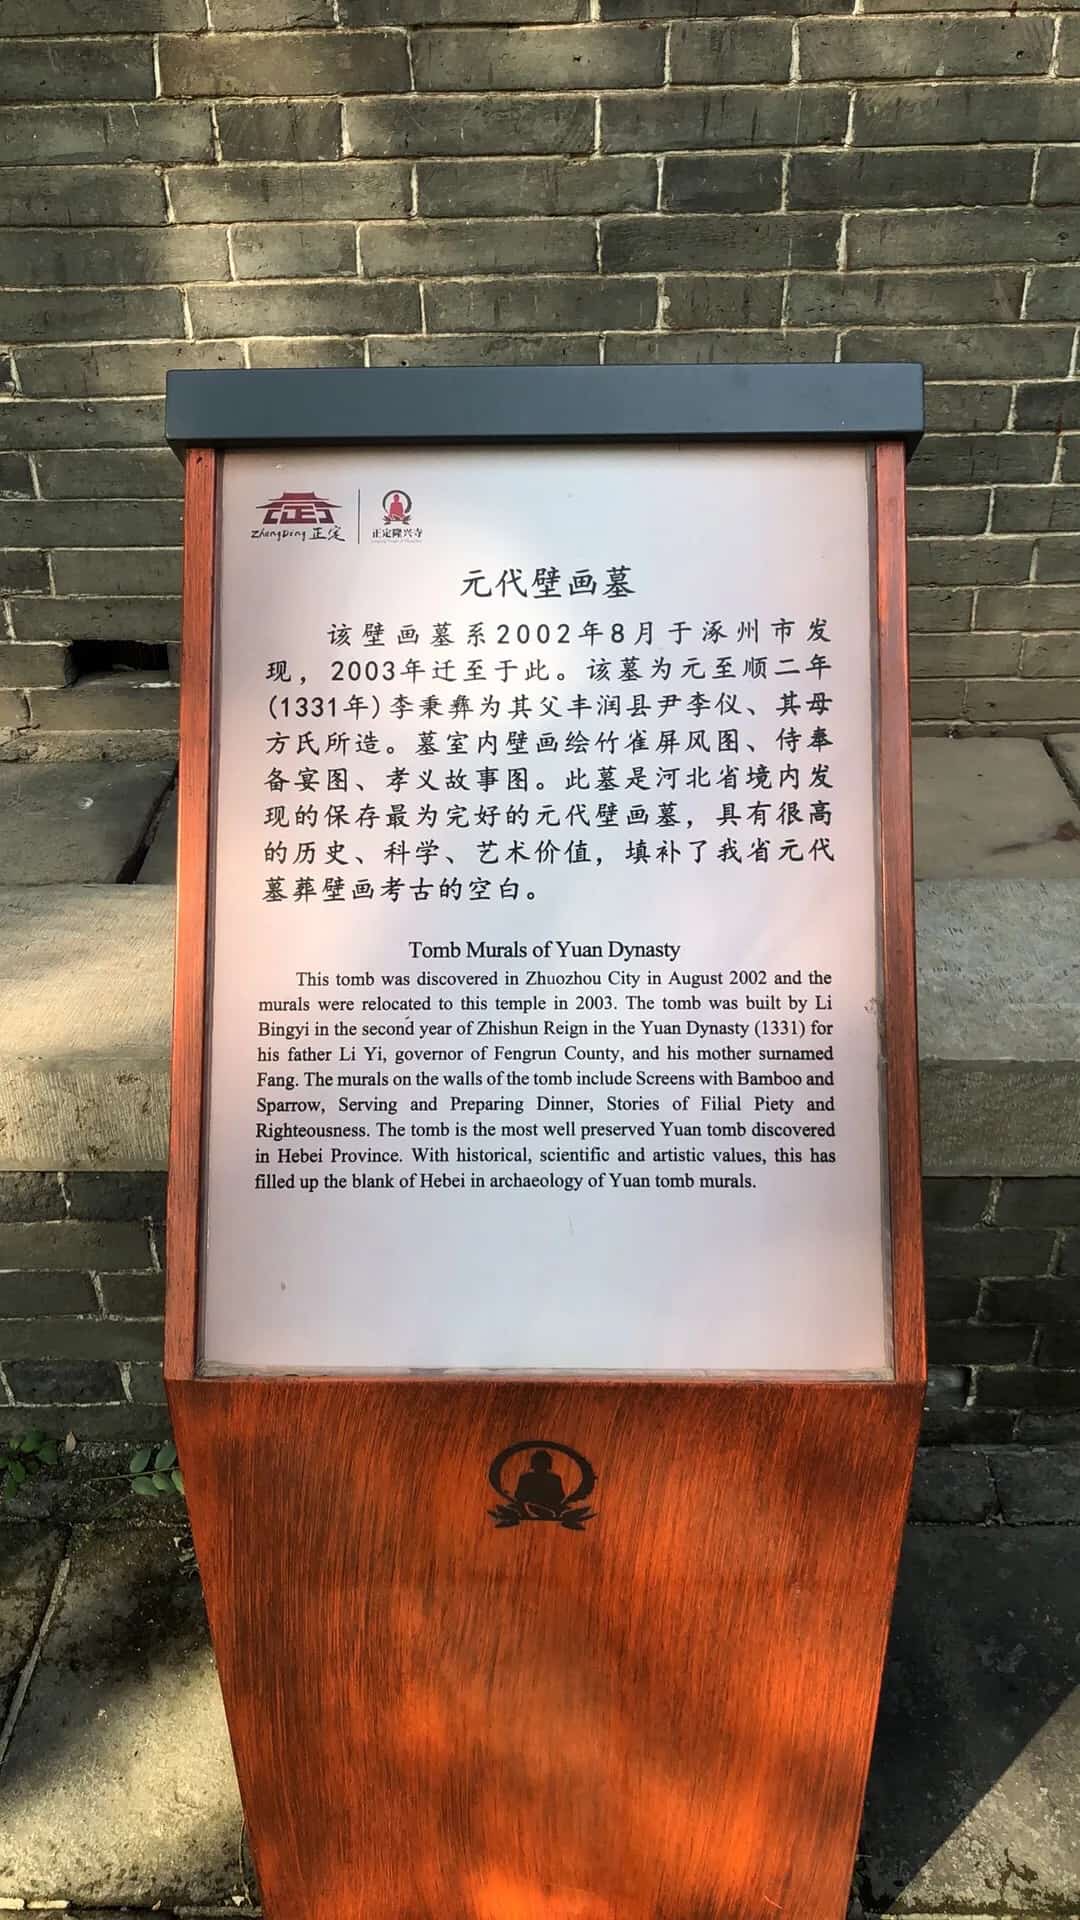 ZhengDing 正定
正定隆兴寺
元代壁画墓
该壁画墓系2002年8月于涿州市发
现，2003年迁至于此。该墓为元至顺二年
(1331年)李秉彝为其父丰润县尹李仪、其母
方氏所造。墓室内壁画绘竹雀屏风图、侍奉
备宴图、孝义故事图。此墓是河北省境内发
现的保存最为完好的元代壁画墓，具有很高
的历史、科学、艺术价值，填补了我省元代
墓葬壁画考古的空白。
Tomb Murals of Yuan Dynasty
This tomb was discovered in Zhuozhou City in August 2002 and the
murals were relocated to this temple in 2003. The tomb was built by Li
Bingyi in the second year of Zhishun Reign in the Yuan Dynasty (1331) for
his father Li Yi, governor of Fengrun County, and his mother surnamed
Fang. The murals on the walls of the tomb include Screens with Bamboo and
Sparrow, Serving and Preparing Dinner, Stories of Filial Piety and
Righteousness. The tomb is the most well preserved Yuan tomb discovered
in Hebei Province. With historical, scientific and artistic values, this has
filled up the blank of Hebei in archaeology of Yuan tomb murals.